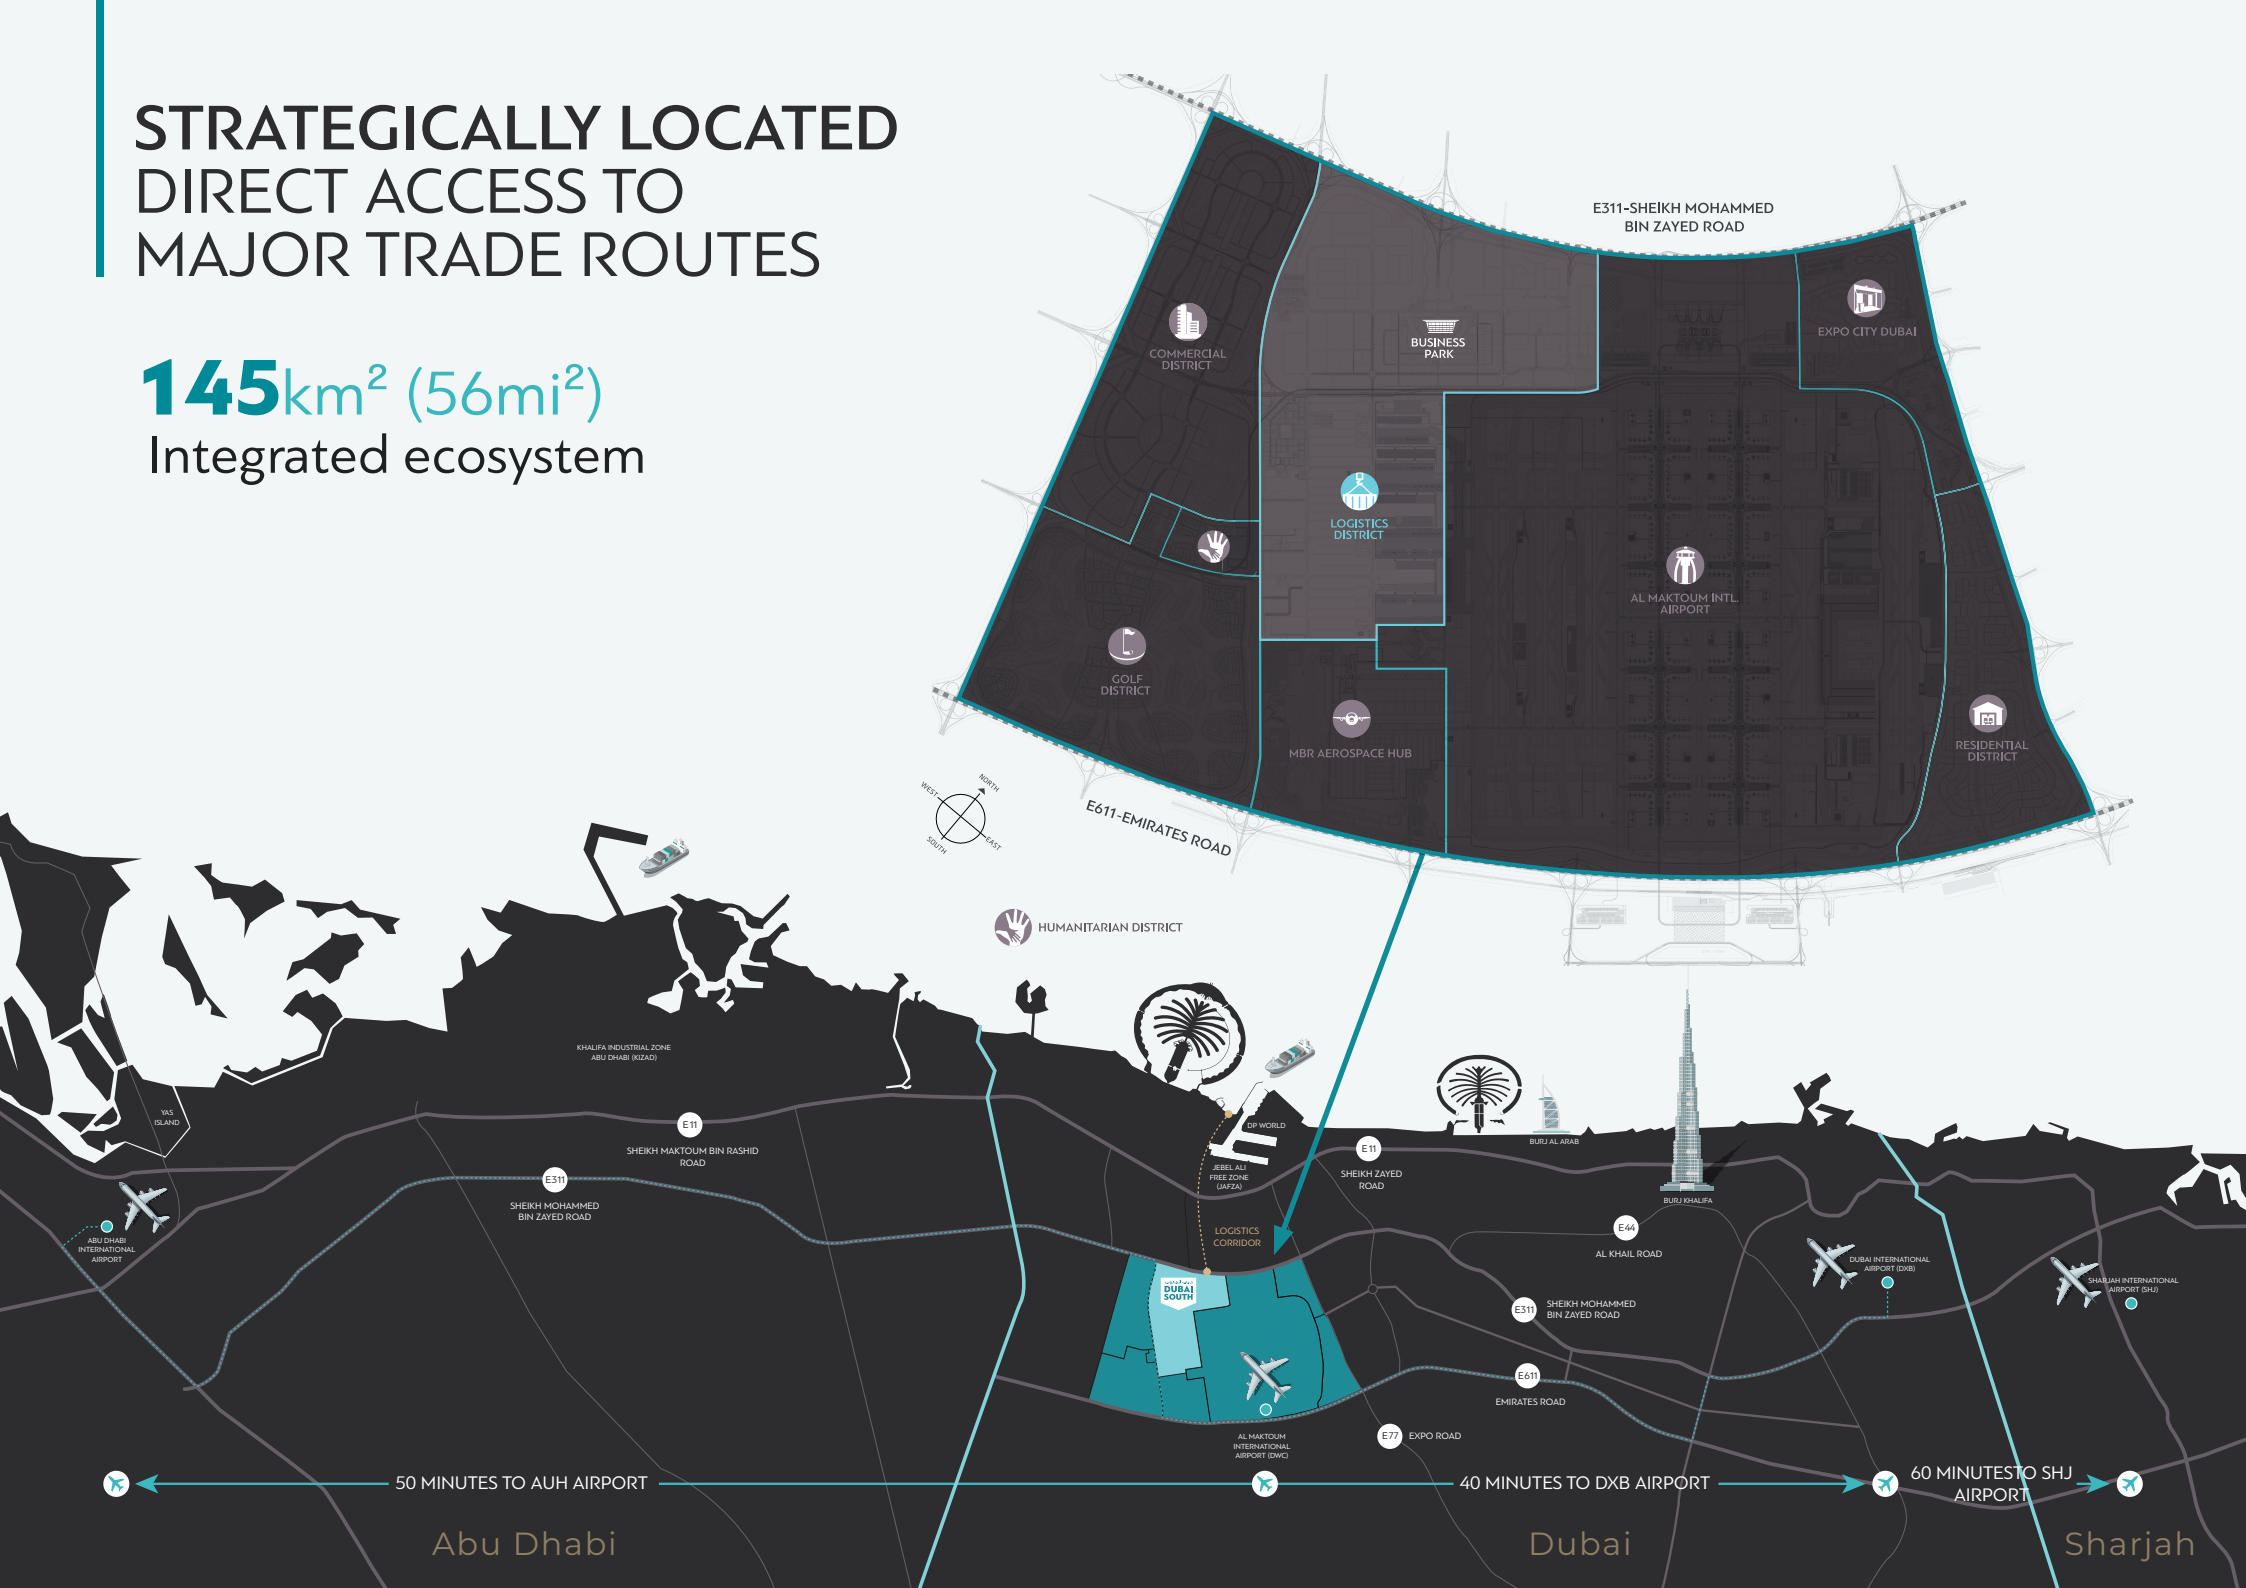 STRATEGICALLY LOCATED
DIRECT ACCESS TO
MAJOR TRADE ROUTES
145km² (56mi²)
Integrated ecosystem
E311-SHEIKH MOHAMMED
BIN ZAYED ROAD
EXPO CITY DUBAI
COMMERCIAL
DISTRICT
BUSINESS
PARK
LOGISTICS
DISTRICT
AL MAKTOUM INTL.
AIRPORT
GOLF
DISTRICT
MBR AEROSPACE HUB
RESIDENTIAL
DISTRICT
E611-EMIRATES ROAD
NORTH
WEST
EAST
SOUTH
HUMANITARIAN DISTRICT
KHALIFA INDUSTRIAL ZONE
ABU DHABI (KIZAD)
YAS
ISLAND
E11
SHEIKH MAKTOUM BIN RASHID
ROAD
E311
SHEIKH MOHAMMED
BIN ZAYED ROAD
ABU DHABI
INTERNATIONAL
AIRPORT
DP WORLD
JEBEL ALI
FREE ZONE
(JAFZA)
LOGISTICS
CORRIDOR
DUBAI
SOUTH
E11
SHEIKH ZAYED
ROAD
BURJ AL ARAB
BURJ KHALIFA
E44
AL KHAIL ROAD
DUBAI INTERNATIONAL
AIRPORT (DXB)
SHARJAH INTERNATIONAL
AIRPORT (SHJ)
E311
SHEIKH MOHAMMED
BIN ZAYED ROAD
E611
EMIRATES ROAD
E77
EXPO ROAD
AL MAKTOUM
INTERNATIONAL
AIRPORT (DWC)
50 MINUTES TO AUH AIRPORT
40 MINUTES TO DXB AIRPORT
60 MINUTESTO SHJ
AIRPORT
Abu Dhabi
Dubai
Sharjah